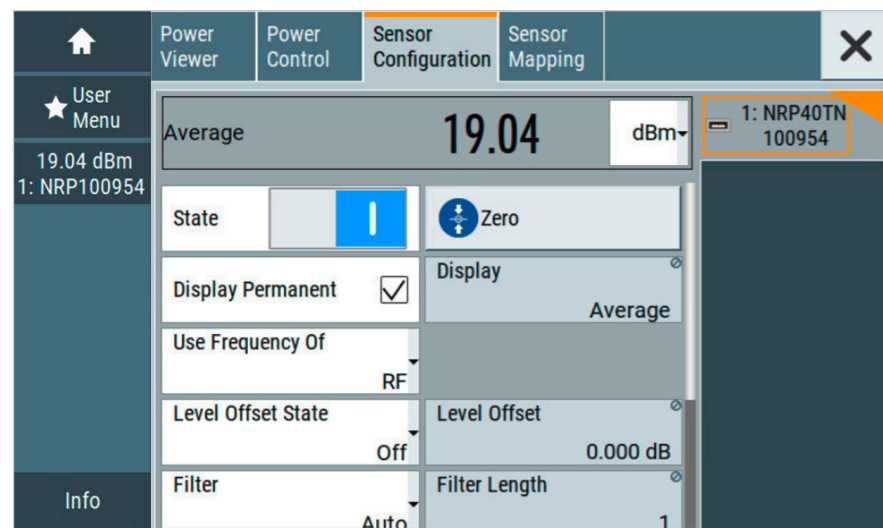 Power
Viewer
Power
Control
Sensor
Configuration
Sensor
Mapping
User
Menu
19.04 dBm
1: NRP100954
Info
Average
19.04
dBm
1: NRP40TN
100954
State
Zero
Display Permanent
Display
Average
Use Frequency Of
RF
Level Offset State
Off
Level Offset
0.000 dB
Filter
Auto
Filter Length
1